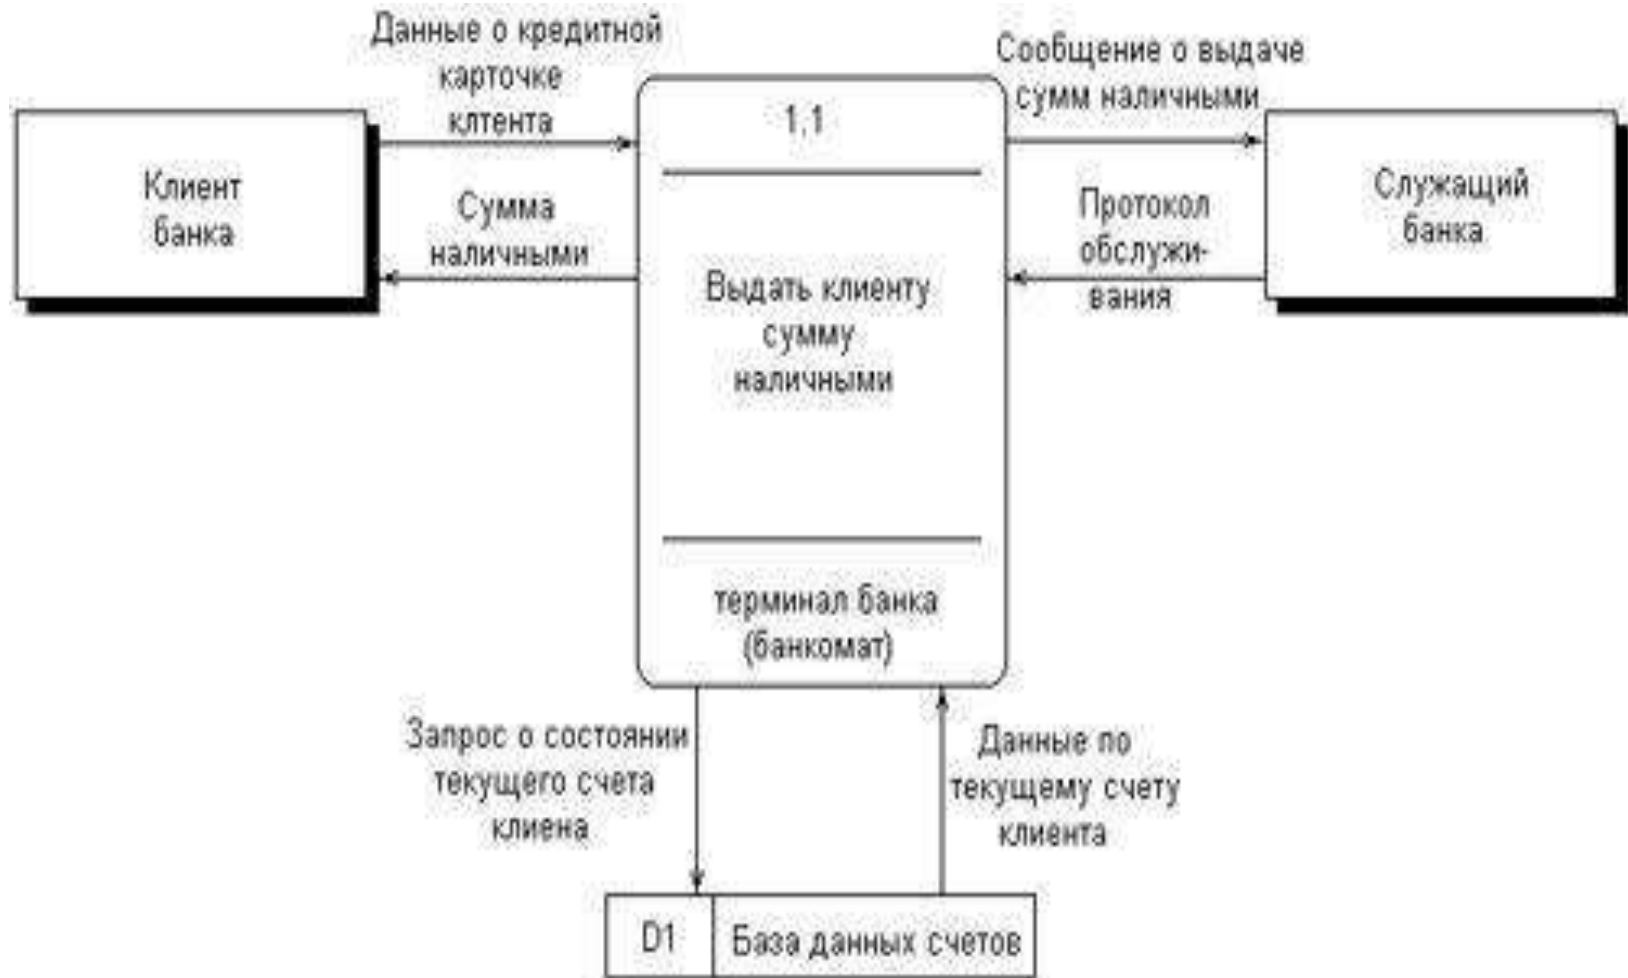 Данные о кредитной
карточке
клтента
Сообщение о выдаче
сумм наличными
1.1
Клиент
банка
Сумма
наличными
Протокол
обслужи-
вания
Служащий
банка
Выдать клиенту
сумму
наличными
терминал банка
(банкомат)
Запрос о состоянии
текущего счета
клиена
Данные по
текущему счету
клиента
D1
База данных счетов